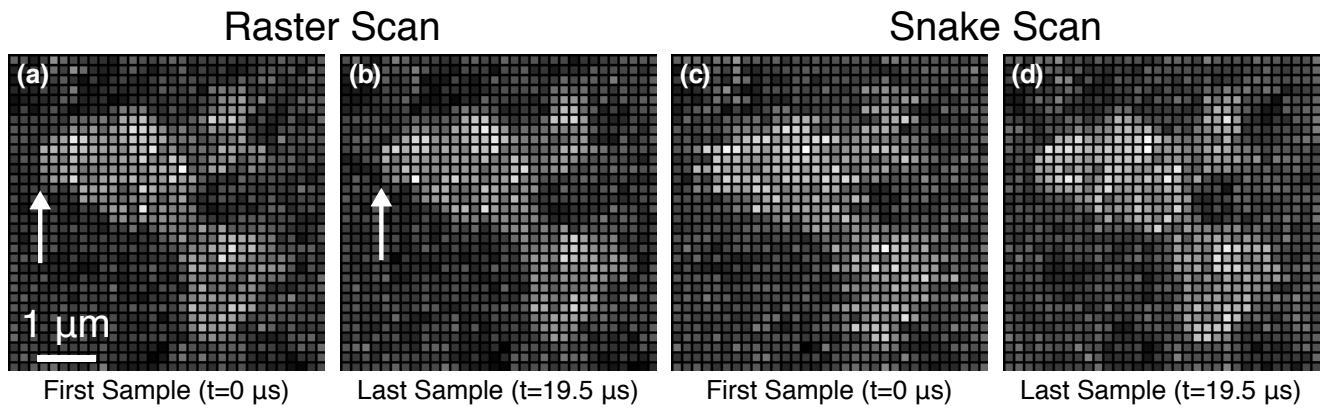 Raster Scan Snake Scan
(a) (b) (c) (d)
1 μm
First Sample (t=0 μs) Last Sample (t=19.5 μs) First Sample (t=0 μs) Last Sample (t=19.5 μs)